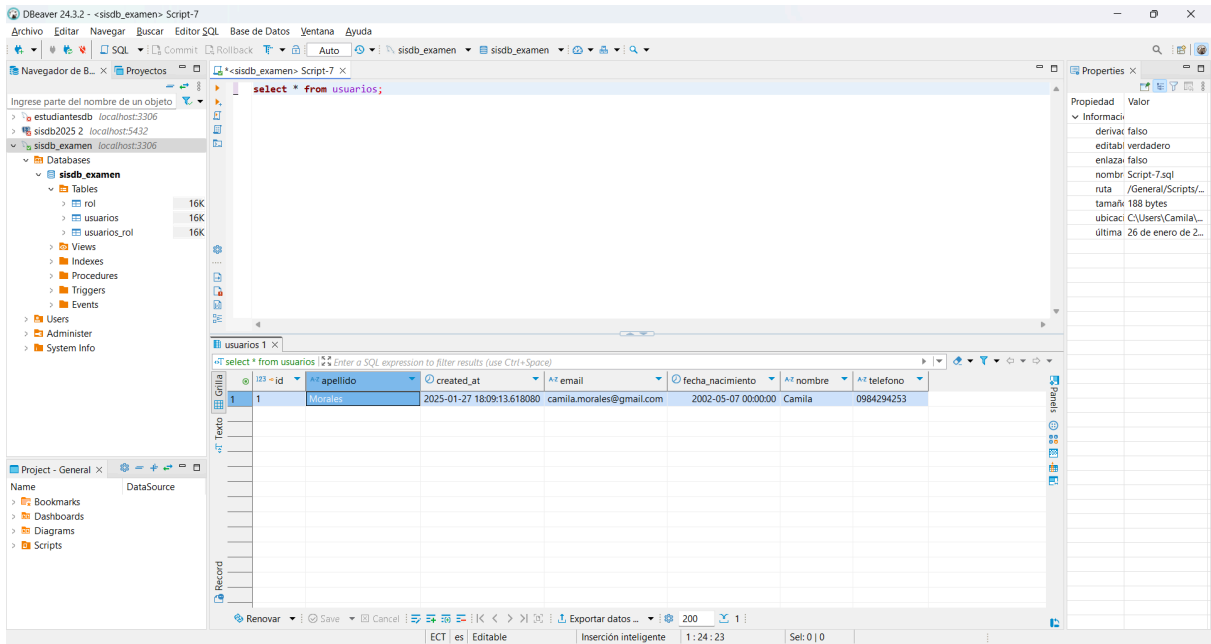 DBeaver 24.3.2 - <sisdb_examen> Script-7
Archivo Editar Navegar Buscar Editor SQL Base de Datos Ventana Ayuda
SQL Commit Rollback Auto sisdb_examen sisdb_examen
Navegador de B... Proyectos
Ingrese parte del nombre de un objeto
estudiantesdb localhost:3306
sisdb2025 2 localhost:5432
sisdb_examen localhost:3306
Databases
sisdb_examen
Tables
rol 16K
usuarios 16K
usuarios_rol 16K
Views
Indexes
Procedures
Triggers
Events
Users
Administer
System Info
Project - General
Name DataSource
Bookmarks
Dashboards
Diagrams
Scripts
*<sisdb_examen> Script-7
select * from usuarios;
usuarios 1
select * from usuarios Enter a SQL expression to filter results (use Ctrl+Space)
Grilla
Texto
Record
123 id A-Z apellido created_at A-Z email fecha_nacimiento A-Z nombre A-Z telefono
1 1 Morales 2025-01-27 18:09:13.618080 camila.morales@gmail.com 2002-05-07 00:00:00 Camila 0984294253
Panels
Renovar Save Cancel Exportar datos ... 200 1
ECT es Editable Inserción inteligente 1 : 24 : 23 Sel: 0 | 0
Properties
Propiedad Valor
Informaci
derivac falso
editabl verdadero
enlaza falso
nombr Script-7.sql
ruta /General/Scripts/...
tamañ 188 bytes
ubicaci C:\Users\Camila\...
última 26 de enero de 2...